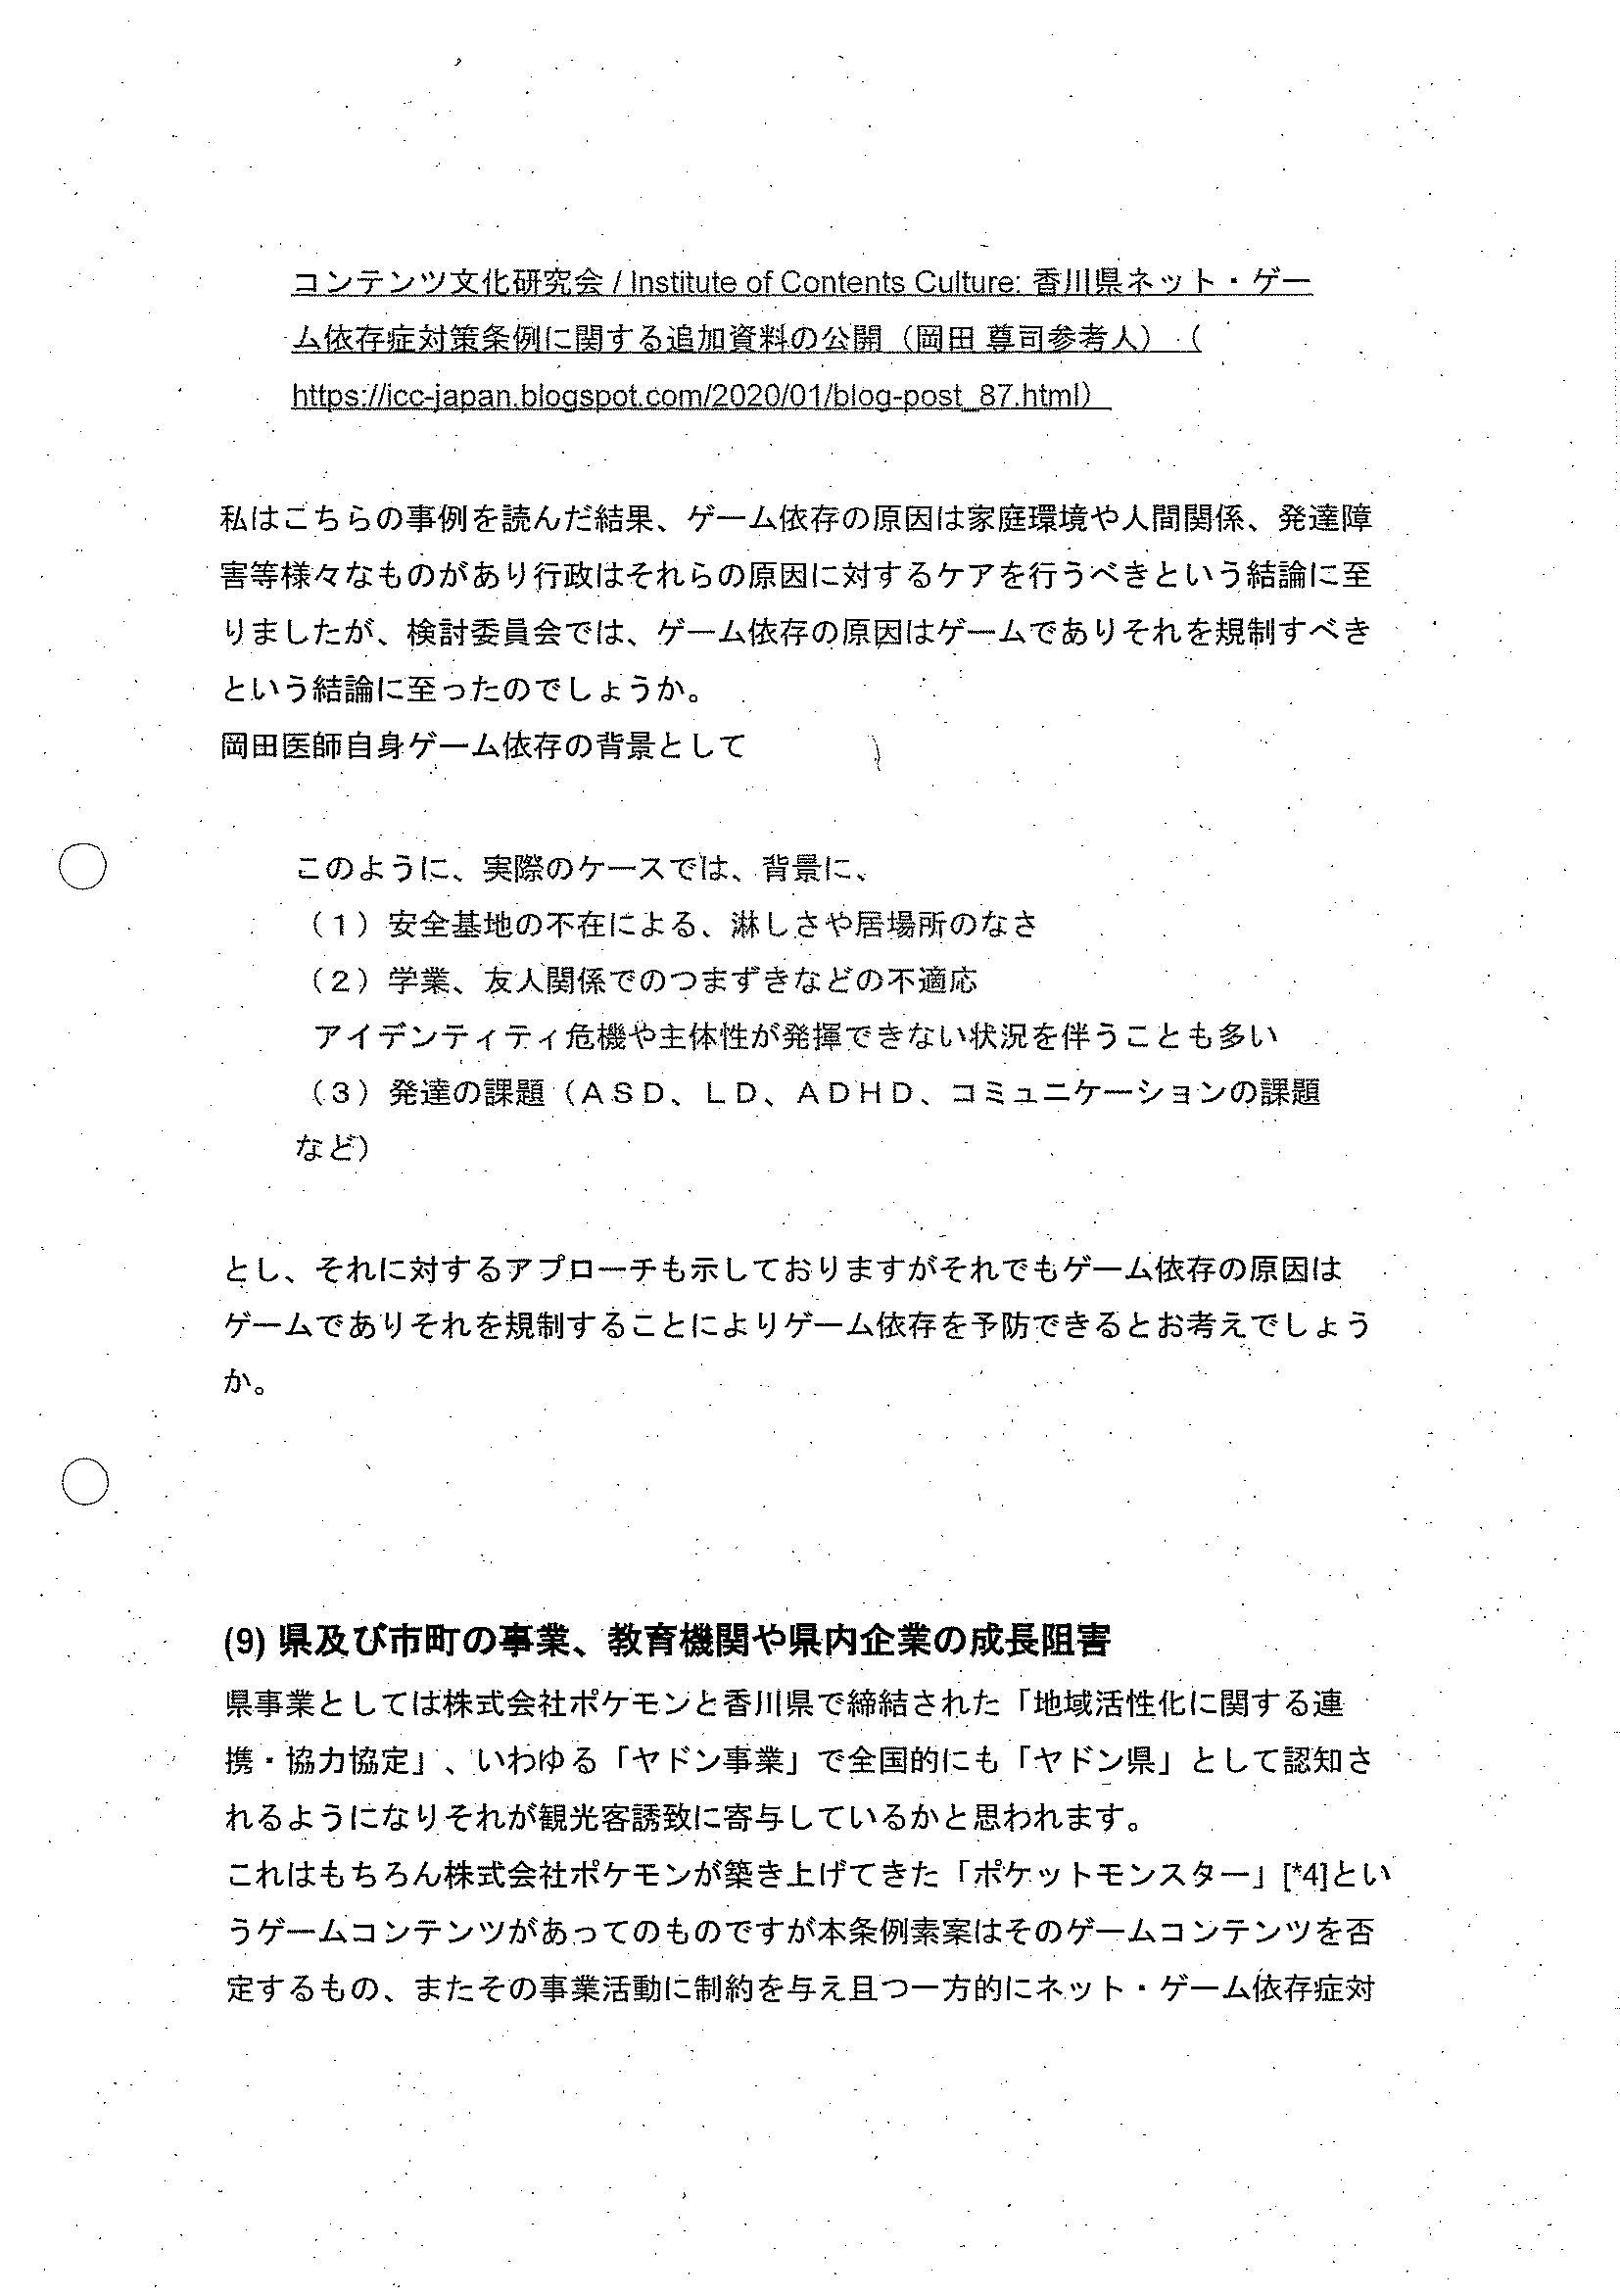 コンテンツ文化研究会 / Institute of Contents Culture: 香川県ネット・ゲー
ム依存症対策条例に関する追加資料の公開（岡田 尊司参考人）（
https://icc-japan.blogspot.com/2020/01/blog-post_87.html）
私はこちらの事例を読んだ結果、ゲーム依存の原因は家庭環境や人間関係、発達障
害等様々なものがあり行政はそれらの原因に対するケアを行うべきという結論に至
りましたが、検討委員会では、ゲーム依存の原因はゲームでありそれを規制すべき
という結論に至ったのでしょうか。
岡田医師自身ゲーム依存の背景として
このように、実際のケースでは、背景に、
（１）安全基地の不在による、淋しさや居場所のなさ
（２）学業、友人関係でのつまずきなどの不適応
アイデンティティ危機や主体性が発揮できない状況を伴うことも多い
（３）発達の課題（ＡＳＤ、ＬＤ、ＡＤＨＤ、コミュニケーションの課題
など）
とし、それに対するアプローチも示しておりますがそれでもゲーム依存の原因は
ゲームでありそれを規制することによりゲーム依存を予防できるとお考えでしょう
か。
(9) 県及び市町の事業、教育機関や県内企業の成長阻害
県事業としては株式会社ポケモンと香川県で締結された「地域活性化に関する連
携・協力協定」、いわゆる「ヤドン事業」で全国的にも「ヤドン県」として認知さ
れるようになりそれが観光客誘致に寄与しているかと思われます。
これはもちろん株式会社ポケモンが築き上げてきた「ポケットモンスター」[*4]とい
うゲームコンテンツがあってのものですが本条例素案はそのゲームコンテンツを否
定するもの、またその事業活動に制約を与え且つ一方的にネット・ゲーム依存症対